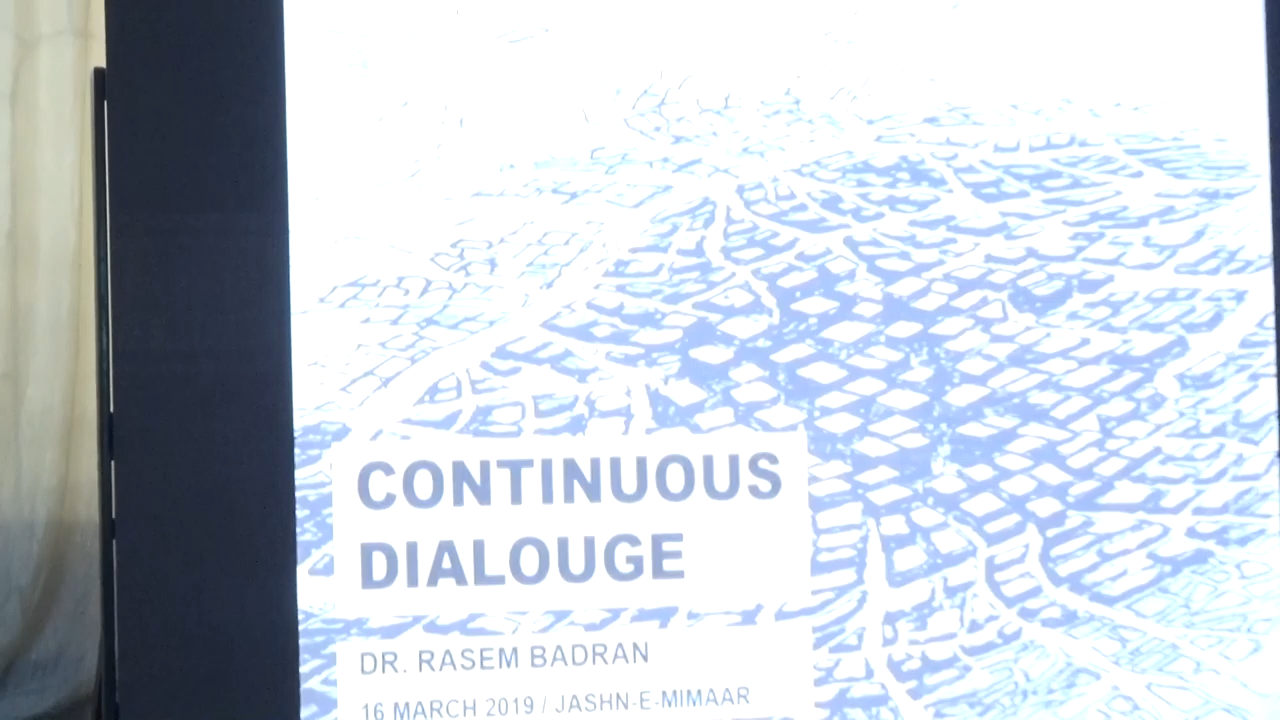 CONTINUOUS
DIALOUGE
DR. RASEM BADRAN
16 MARCH 2019 / JASHN-E-MIMAAR